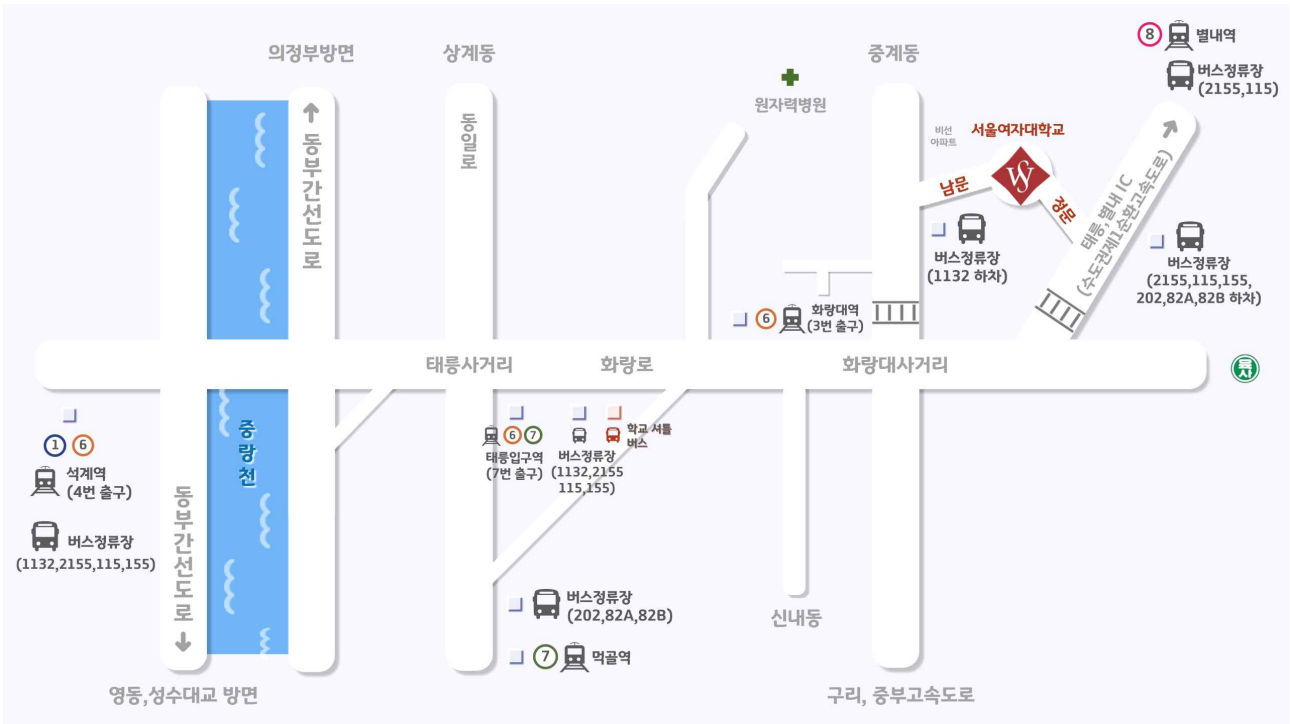 의정부방면
상계동
중계동
8
별내역
버스정류장
(2155,115)
원자력병원
비선
아파트
서울여자대학교
남문
정문
동부간선도로
동일로
태릉,별내 IC
(수도권제1순환고속도로)
버스정류장
(1132 하차)
버스정류장
(2155,115,155,
202,82A,82B 하차)
6
화랑대역
(3번 출구)
태릉사거리
화랑로
화랑대사거리
육사
1
6
석계역
(4번 출구)
버스정류장
(1132,2155,115,155)
중랑천
동부간선도로
6
7
태릉입구역
(7번 출구)
버스정류장
(1132,2155
115,155)
학교 셔틀
버스
버스정류장
(202,82A,82B)
7
먹골역
신내동
영동,성수대교 방면
구리, 중부고속도로